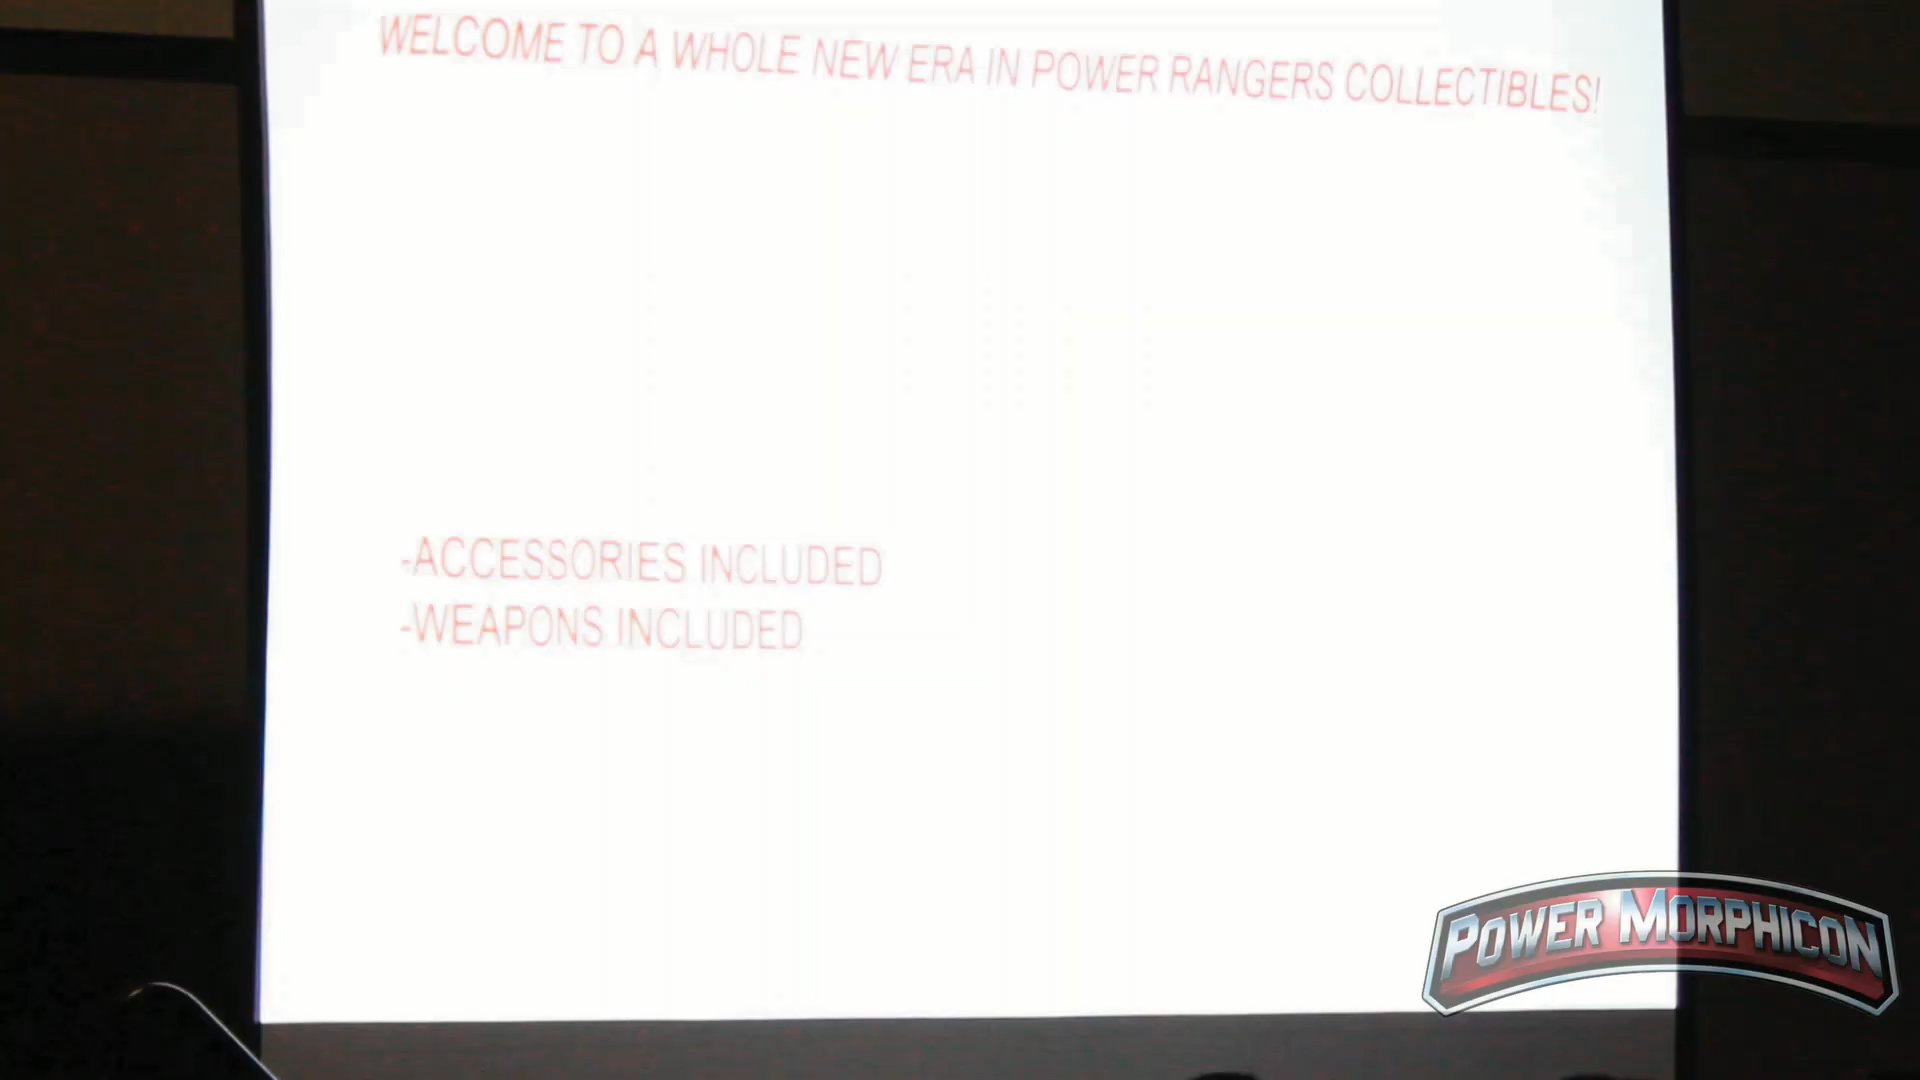 WELCOME TO A WHOLE NEW ERA IN POWER RANGERS COLLECTIBLES!
-ACCESSORIES INCLUDED
-WEAPONS INCLUDED
POWER MORPHICON